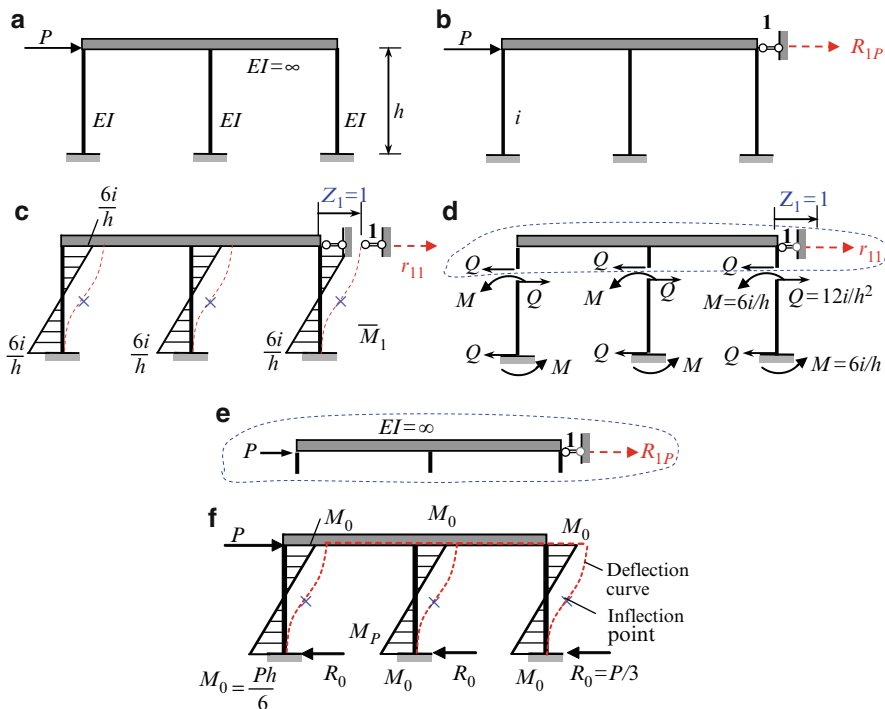 a
P
EI=∞
EI
EI
EI
h
b
P
1
R1P
i
c
6i/h
Z1=1
1
r11
6i/h
6i/h
6i/h
M̅1
d
Z1=1
1
r11
Q
Q
Q
M
Q
M
Q
M=6i/h
Q=12i/h²
Q
M
Q
M
Q
M=6i/h
e
EI=∞
P
1
R1P
f
P
M0
M0
M0
Deflection
curve
Inflection
point
MP
M0 = Ph/6
R0
M0
R0
M0
R0=P/3